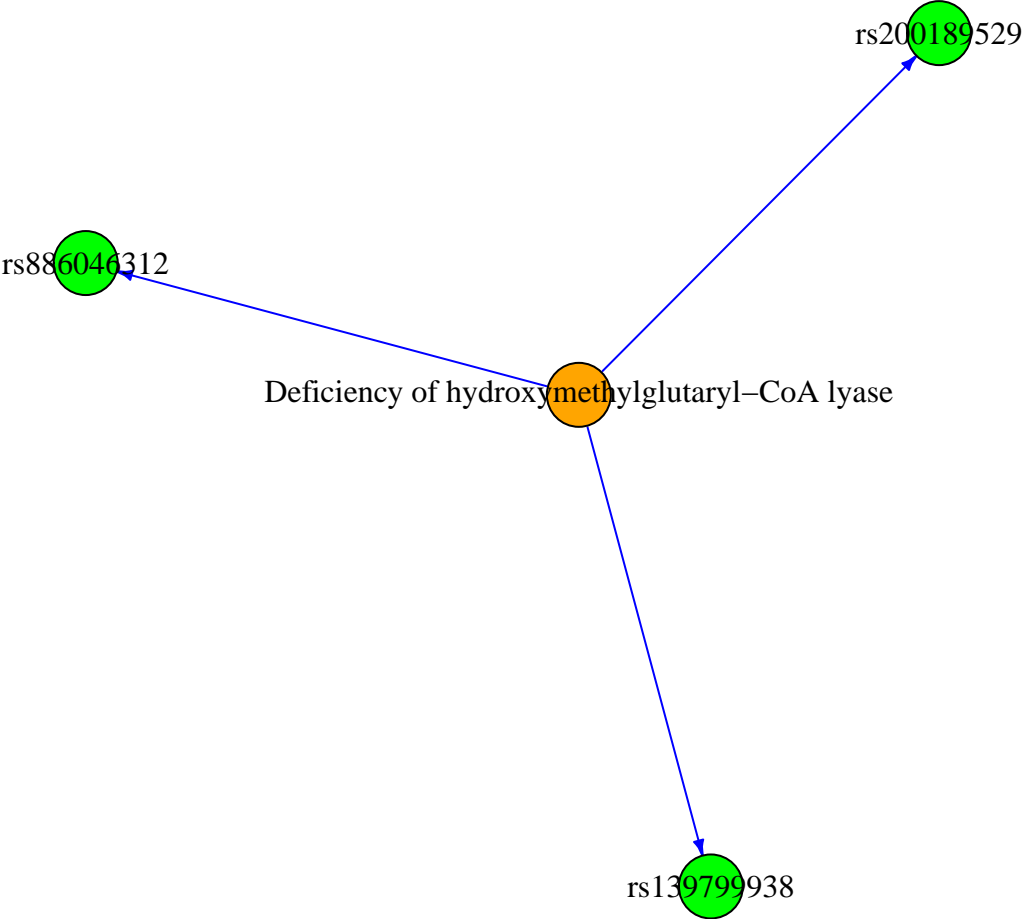 rs200189529
rs886046312
Deficiency of hydroxymethylglutaryl−CoA lyase
rs139799938